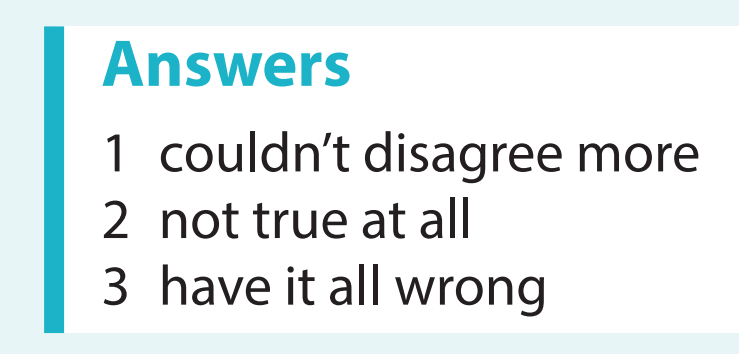 Answers
1 couldn't disagree more
2 not true at all
3 have it all wrong